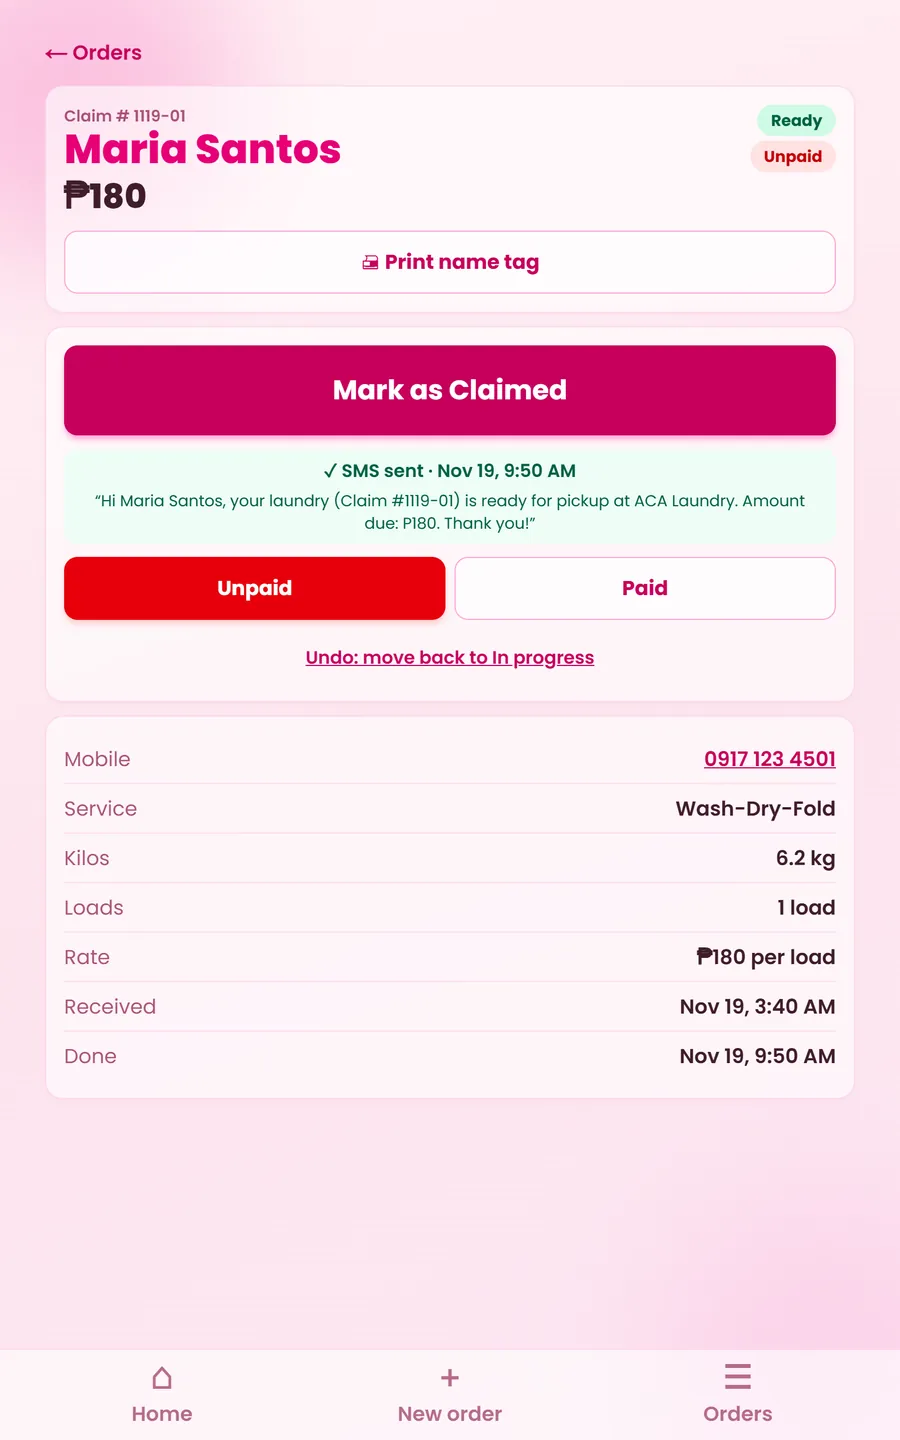 ← Orders
Claim # 1119-01
Ready
Maria Santos
Unpaid
₱180
Print name tag
Mark as Claimed
✓ SMS sent · Nov 19, 9:50 AM
“Hi Maria Santos, your laundry (Claim #1119-01) is ready for pickup at ACA Laundry. Amount
due: P180. Thank you!”
Unpaid Paid
Undo: move back to In progress
Mobile 0917 123 4501
Service Wash-Dry-Fold
Kilos 6.2 kg
Loads 1 load
Rate ₱180 per load
Received Nov 19, 3:40 AM
Done Nov 19, 9:50 AM
Home New order Orders